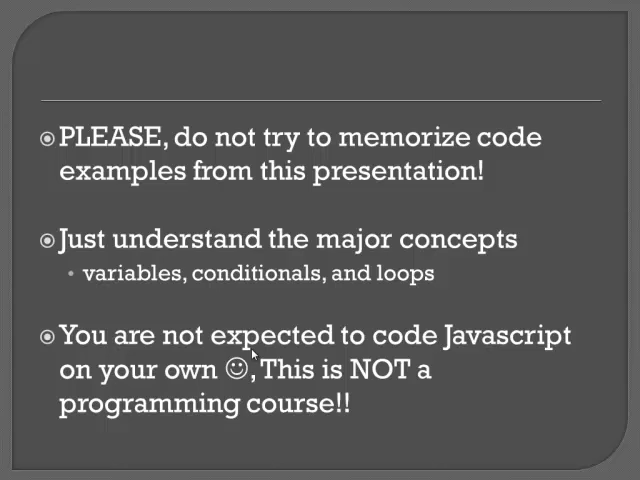 PLEASE, do not try to memorize code
examples from this presentation!
Just understand the major concepts
variables, conditionals, and loops
You are not expected to code Javascript
on your own ☺, This is NOT a
programming course!!